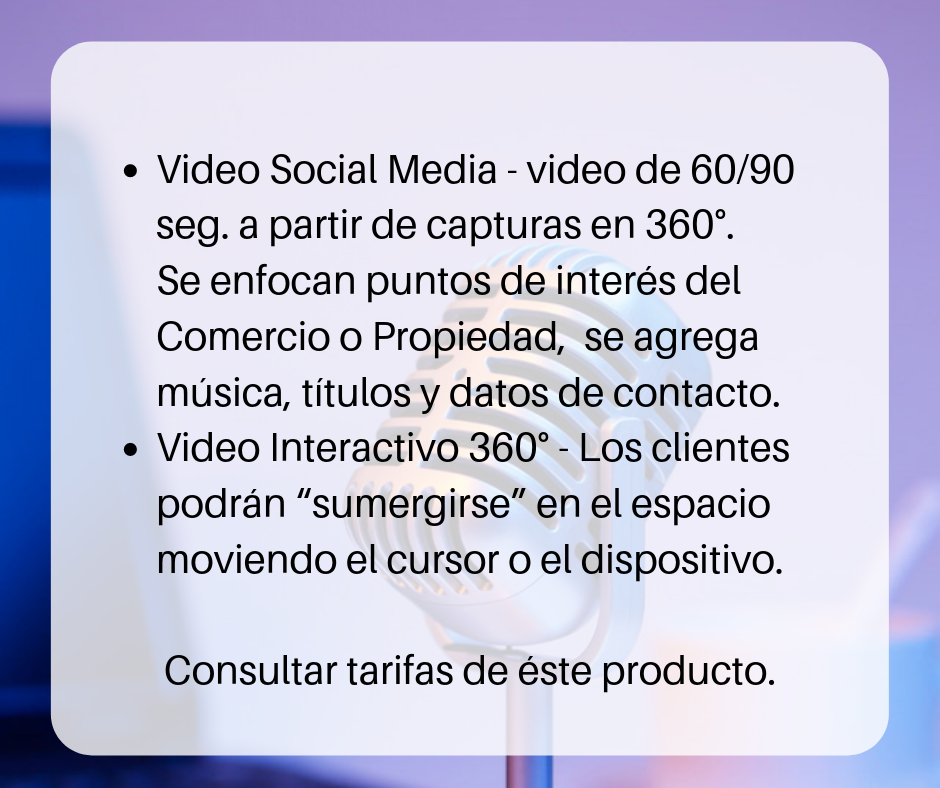 • Video Social Media - video de 60/90
seg. a partir de capturas en 360°.
Se enfocan puntos de interés del
Comercio o Propiedad,  se agrega
música, títulos y datos de contacto.
• Video Interactivo 360° - Los clientes
podrán “sumergirse” en el espacio
moviendo el cursor o el dispositivo.
Consultar tarifas de éste producto.